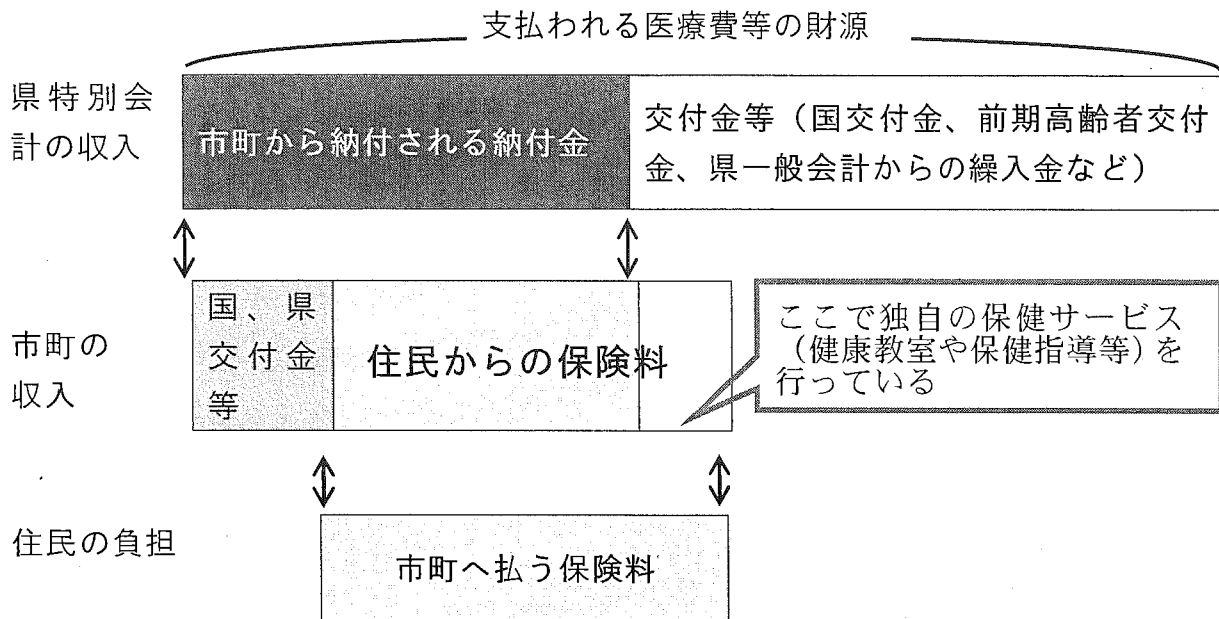 支払われる医療費等の財源
県特別会
計の収入
市町から納付される納付金
交付金等（国交付金、前期高齢者交付
金、県一般会計からの繰入金など）
市町の
収入
国、県
交付金
等
住民からの保険料
ここで独自の保健サービス
（健康教室や保健指導等）を
行っている
住民の負担
市町へ払う保険料